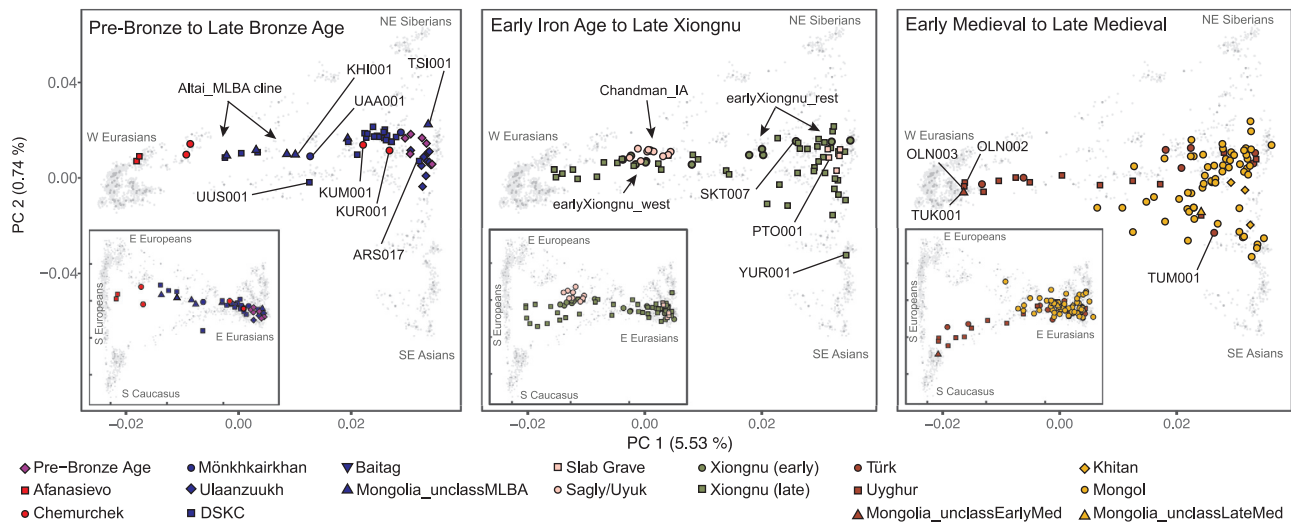 Pre-Bronze to Late Bronze Age
NE Siberians
TSI001
KHI001
Altai_MLBA cline
UAA001
W Eurasians
UUS001
KUM001
KUR001
ARS017
E Europeans
S Europeans
E Eurasians
S Caucasus
SE Asians
Early Iron Age to Late Xiongnu
NE Siberians
Chandman_IA
earlyXiongnu_rest
W Eurasians
earlyXiongnu_west
SKT007
PTO001
YUR001
E Europeans
S Europeans
E Eurasians
S Caucasus
SE Asians
Early Medieval to Late Medieval
NE Siberians
W Eurasians
OLN002
OLN003
TUK001
TUM001
E Europeans
S Europeans
E Eurasians
S Caucasus
SE Asians
PC 2 (0.74 %)
0.04
0.00
−0.04
−0.02 0.00 0.02
−0.02 0.00 0.02
−0.02 0.00 0.02
PC 1 (5.53 %)
Pre−Bronze Age Mönkhkairkhan Baitag Slab Grave Xiongnu (early) Türk Khitan
Afanasievo Ulaanzuukh Mongolia_unclassMLBA Sagly/Uyuk Xiongnu (late) Uyghur Mongol
Chemurchek DSKC Mongolia_unclassEarlyMed Mongolia_unclassLateMed